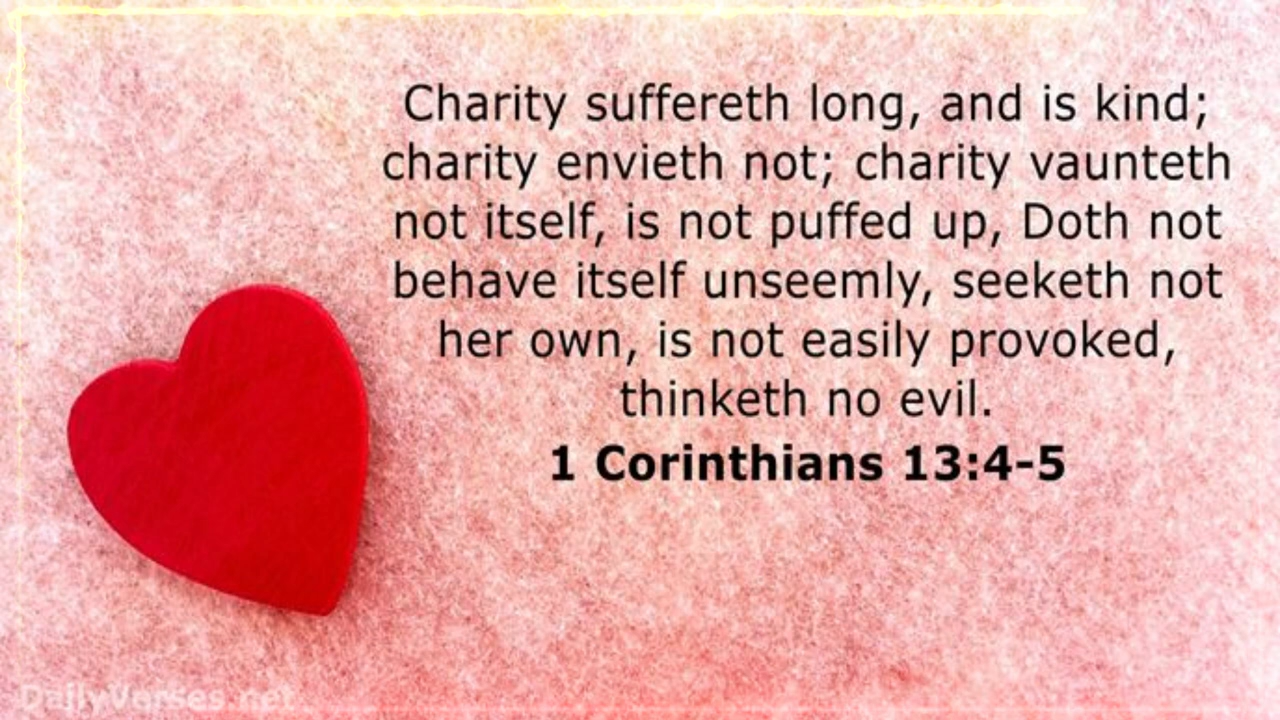 Charity suffereth long, and is kind;
charity envieth not; charity vaunteth
not itself, is not puffed up, Doth not
behave itself unseemly, seeketh not
her own, is not easily provoked,
thinketh no evil.
1 Corinthians 13:4-5
DailyVerses.net